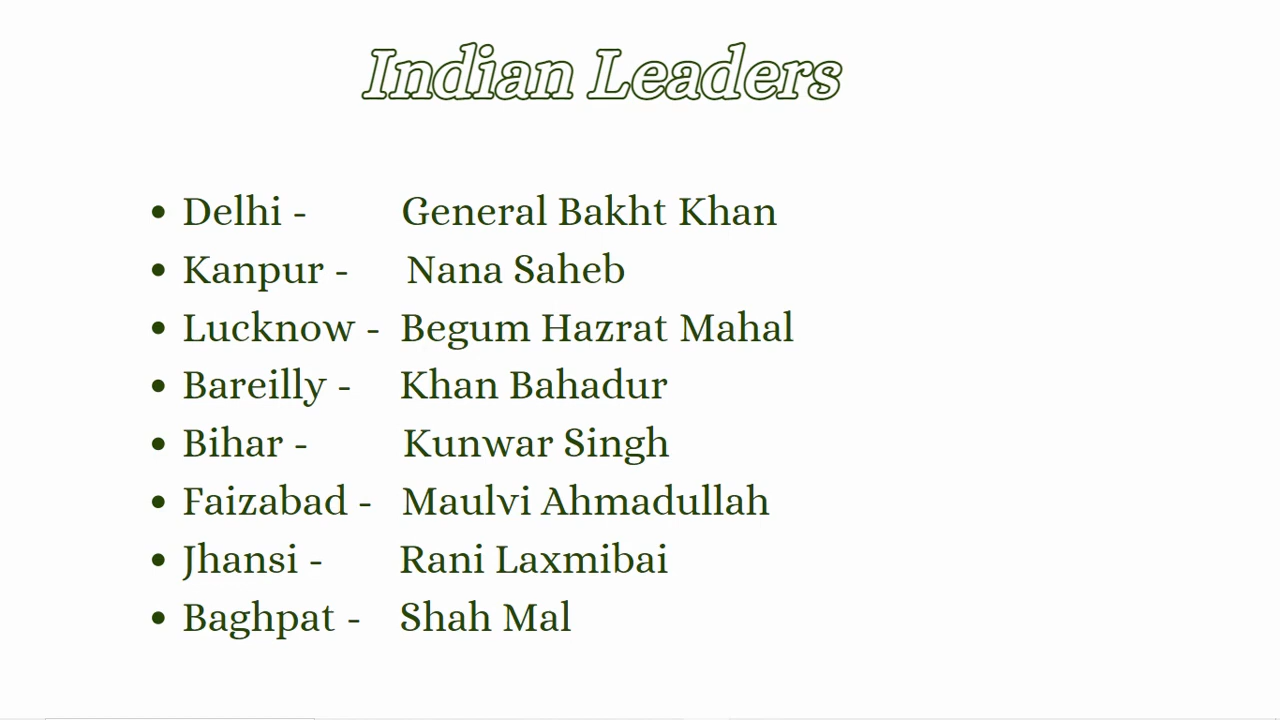 Indian Leaders
• Delhi - General Bakht Khan
• Kanpur - Nana Saheb
• Lucknow - Begum Hazrat Mahal
• Bareilly - Khan Bahadur
• Bihar - Kunwar Singh
• Faizabad - Maulvi Ahmadullah
• Jhansi - Rani Laxmibai
• Baghpat - Shah Mal